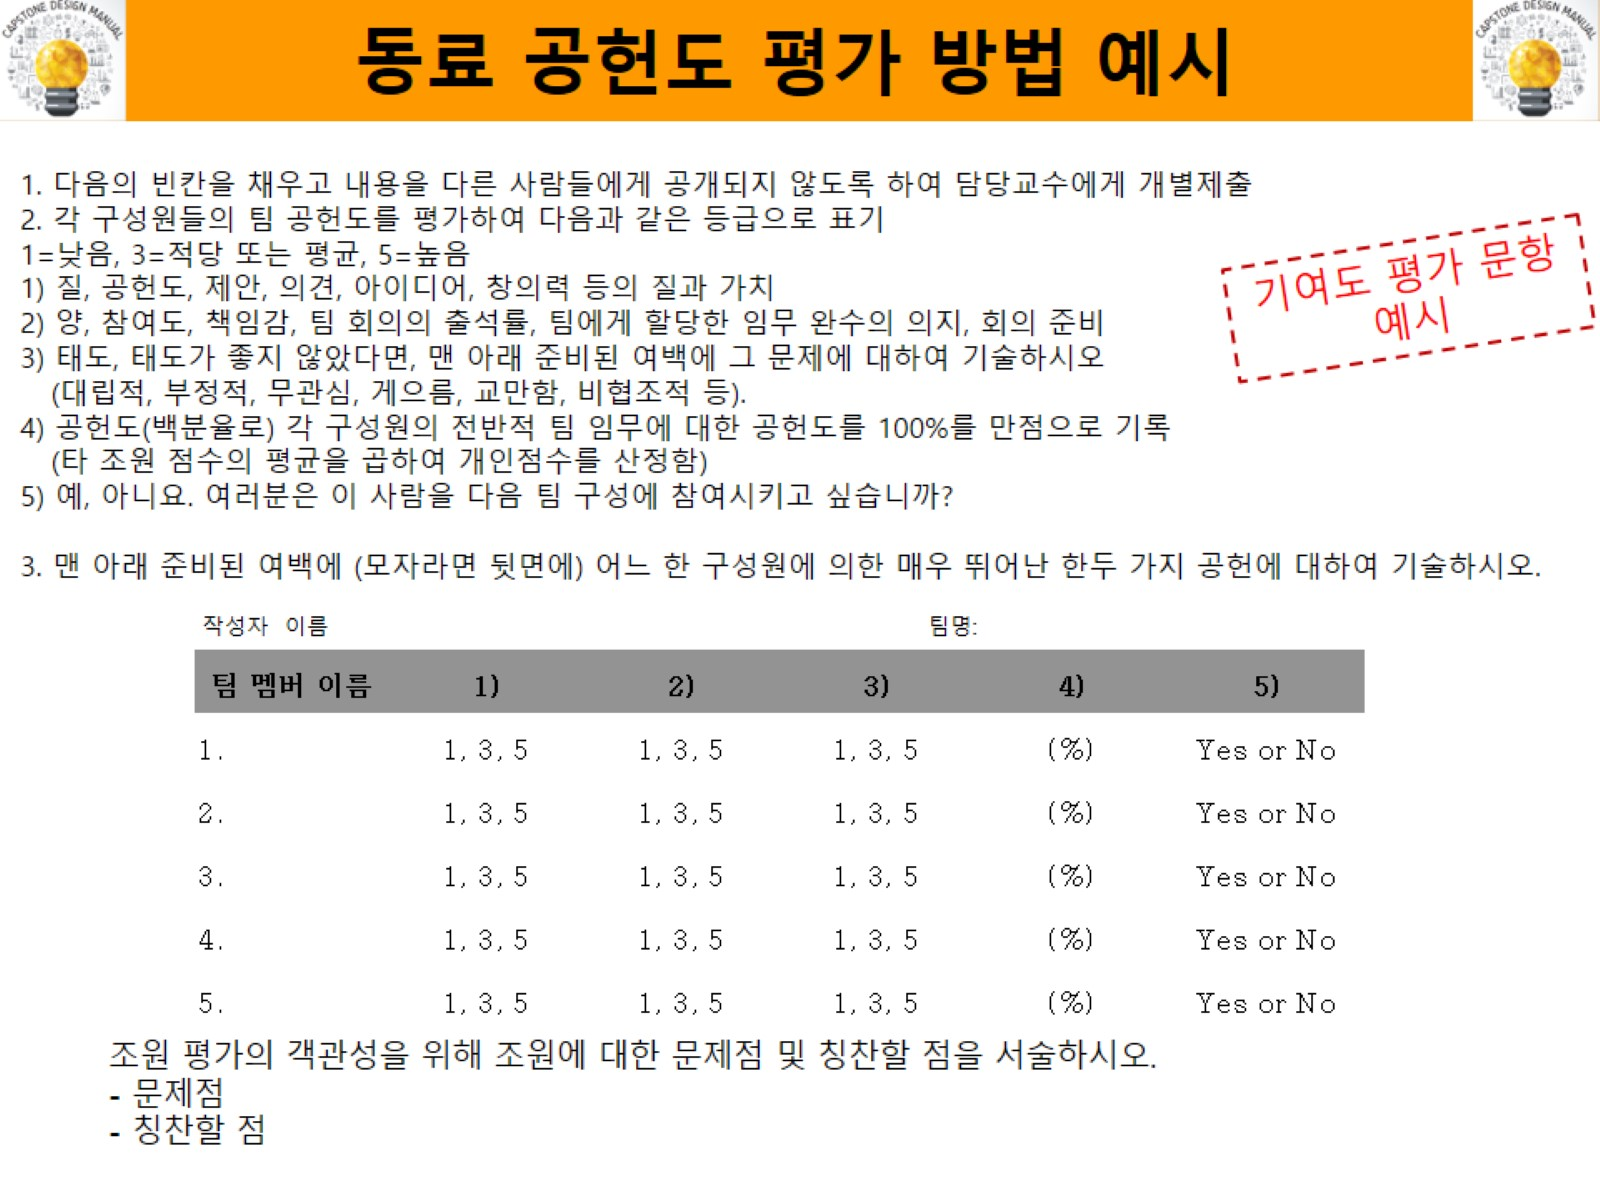 CAPSTONE DESIGN MANUAL
동료 공헌도 평가 방법 예시
CAPSTONE DESIGN MANUAL
1. 다음의 빈칸을 채우고 내용을 다른 사람들에게 공개되지 않도록 하여 담당교수에게 개별제출
2. 각 구성원들의 팀 공헌도를 평가하여 다음과 같은 등급으로 표기
1=낮음, 3=적당 또는 평균, 5=높음
1) 질, 공헌도, 제안, 의견, 아이디어, 창의력 등의 질과 가치
2) 양, 참여도, 책임감, 팀 회의의 출석률, 팀에게 할당한 임무 완수의 의지, 회의 준비
3) 태도, 태도가 좋지 않았다면, 맨 아래 준비된 여백에 그 문제에 대하여 기술하시오
(대립적, 부정적, 무관심, 게으름, 교만함, 비협조적 등).
4) 공헌도(백분율로) 각 구성원의 전반적 팀 임무에 대한 공헌도를 100%를 만점으로 기록
(타 조원 점수의 평균을 곱하여 개인점수를 산정함)
5) 예, 아니요. 여러분은 이 사람을 다음 팀 구성에 참여시키고 싶습니까?
기여도 평가 문항
예시
3. 맨 아래 준비된 여백에 (모자라면 뒷면에) 어느 한 구성원에 의한 매우 뛰어난 한두 가지 공헌에 대하여 기술하시오.
작성자 이름 팀명:
팀 멤버 이름 1) 2) 3) 4) 5)
1. 1, 3, 5 1, 3, 5 1, 3, 5 (%) Yes or No
2. 1, 3, 5 1, 3, 5 1, 3, 5 (%) Yes or No
3. 1, 3, 5 1, 3, 5 1, 3, 5 (%) Yes or No
4. 1, 3, 5 1, 3, 5 1, 3, 5 (%) Yes or No
5. 1, 3, 5 1, 3, 5 1, 3, 5 (%) Yes or No
조원 평가의 객관성을 위해 조원에 대한 문제점 및 칭찬할 점을 서술하시오.
- 문제점
- 칭찬할 점